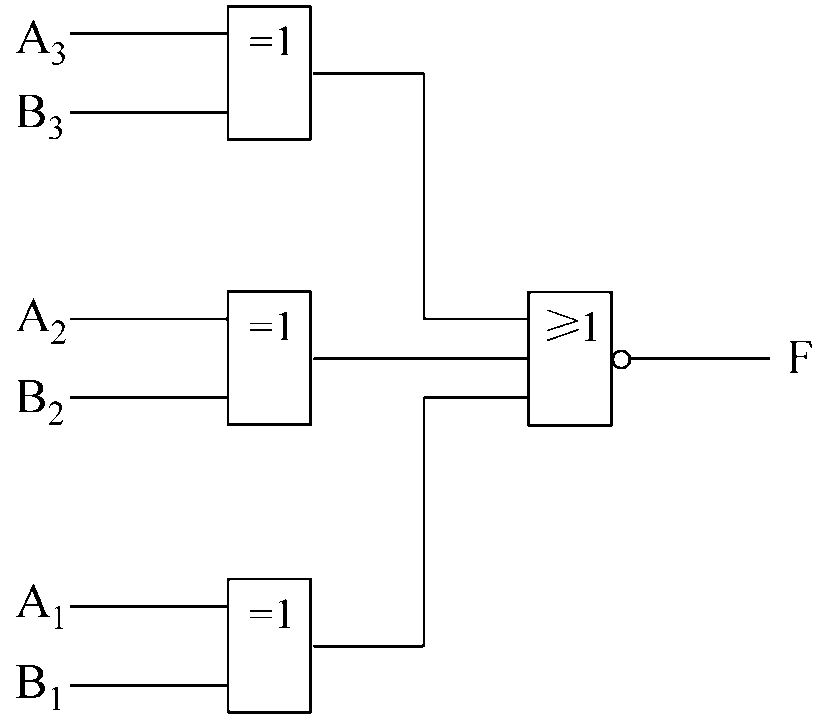 A₃
=1
B₃
A₂
=1
B₂
≥1
F
A₁
=1
B₁